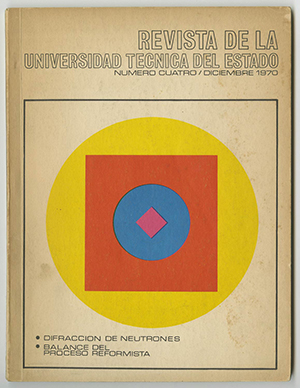 REVISTA DE LA
UNIVERSIDAD TECNICA DEL ESTADO
NUMERO CUATRO / DICIEMBRE 1970
• DIFRACCION DE NEUTRONES
• BALANCE DEL
PROCESO REFORMISTA